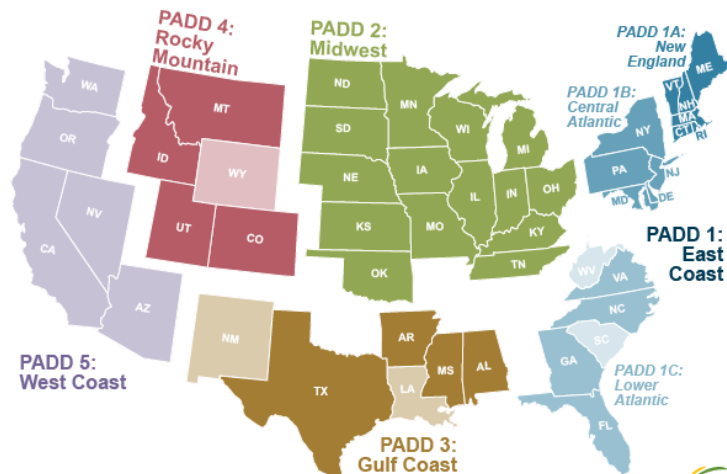 PADD 4:
Rocky
Mountain
PADD 2:
Midwest
PADD 1A:
New
England
PADD 1B:
Central
Atlantic
PADD 1:
East
Coast
PADD 1C:
Lower
Atlantic
PADD 5:
West Coast
PADD 3:
Gulf Coast
WA
OR
CA
NV
AZ
MT
ID
WY
UT
CO
ND
SD
NE
KS
OK
MN
IA
MO
WI
IL
MI
IN
OH
KY
TN
ME
VT
NH
MA
CT
RI
NY
PA
NJ
MD
DE
WV
VA
NC
SC
GA
FL
NM
TX
AR
LA
MS
AL